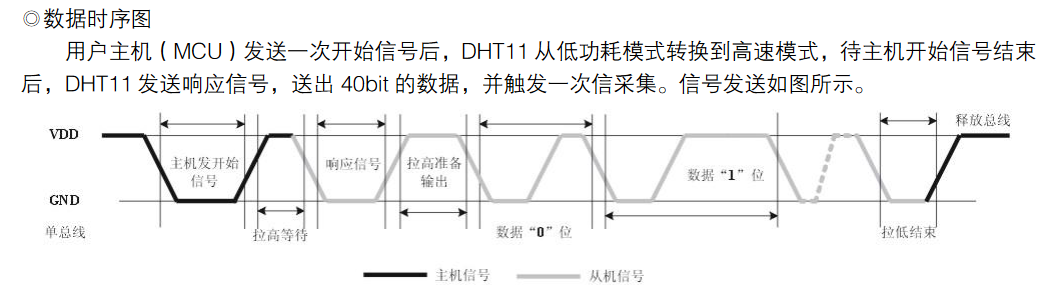 ◎数据时序图
用户主机（MCU）发送一次开始信号后，DHT11 从低功耗模式转换到高速模式，待主机开始信号结束
后，DHT11 发送响应信号，送出 40bit 的数据，并触发一次信采集。信号发送如图所示。
VDD
释放总线
主机发开始
信号
响应信号
拉高准备
输出
数据“1”位
GND
单总线
拉高等待
数据“0”位
拉低结束
主机信号
从机信号